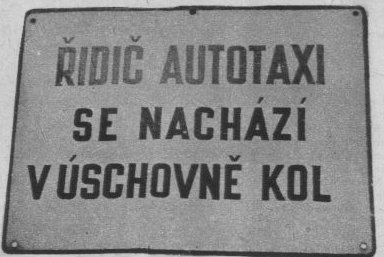 ŘIDIČ AUTOTAXI
SE NACHÁZÍ
V ÚSCHOVNĚ KOL